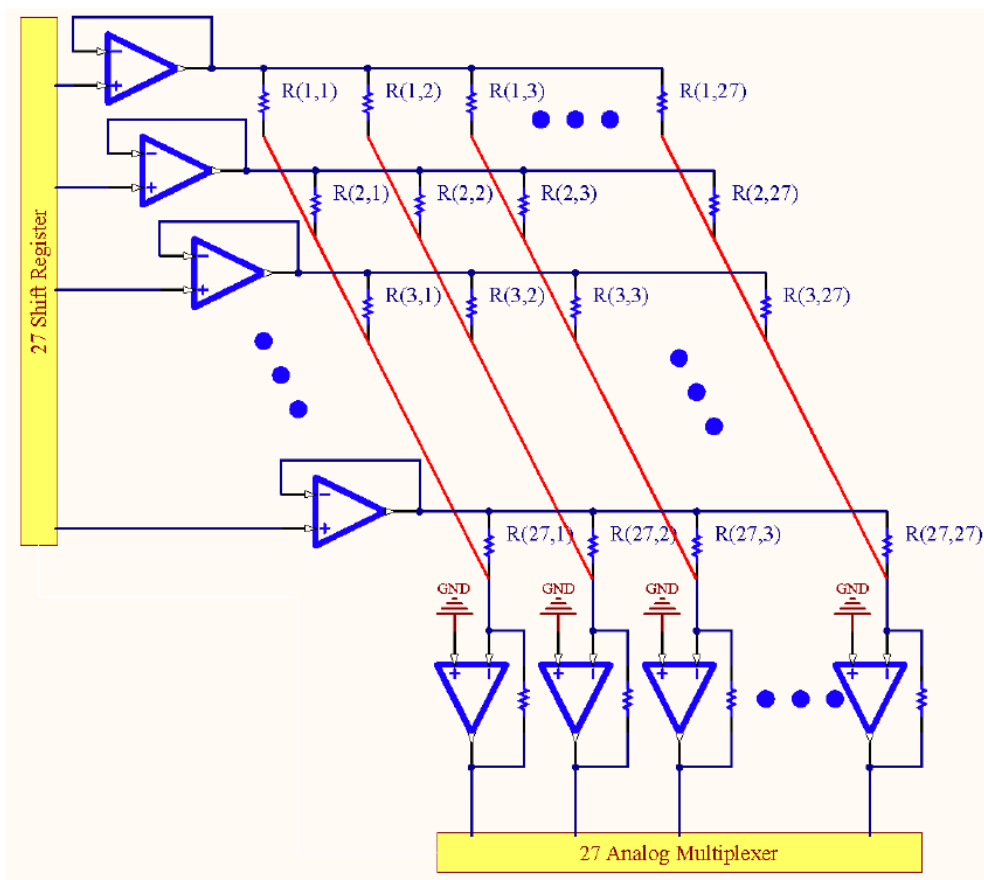 R(1,1) R(1,2) R(1,3) R(1,27)
R(2,1) R(2,2) R(2,3) R(2,27)
R(3,1) R(3,2) R(3,3) R(3,27)
27 Shift Register
R(27,1) R(27,2) R(27,3) R(27,27)
GND GND GND GND
27 Analog Multiplexer